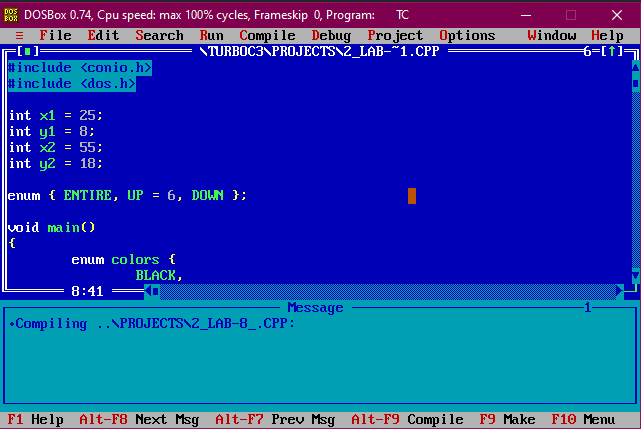 DOSBox 0.74, Cpu speed: max 100% cycles, Frameskip 0, Program: TC
≡ File Edit Search Run Compile Debug Project Options Window Help
[■] \TURBOC3\PROJECTS\2_LAB-~1.CPP 6=[↑]
#include <conio.h>
#include <dos.h>
int x1 = 25;
int y1 = 8;
int x2 = 55;
int y2 = 18;
enum { ENTIRE, UP = 6, DOWN };
void main()
{
enum colors {
BLACK,
8:41
Message 1
•Compiling ..\PROJECTS\2_LAB-8_.CPP:
F1 Help Alt-F8 Next Msg Alt-F7 Prev Msg Alt-F9 Compile F9 Make F10 Menu